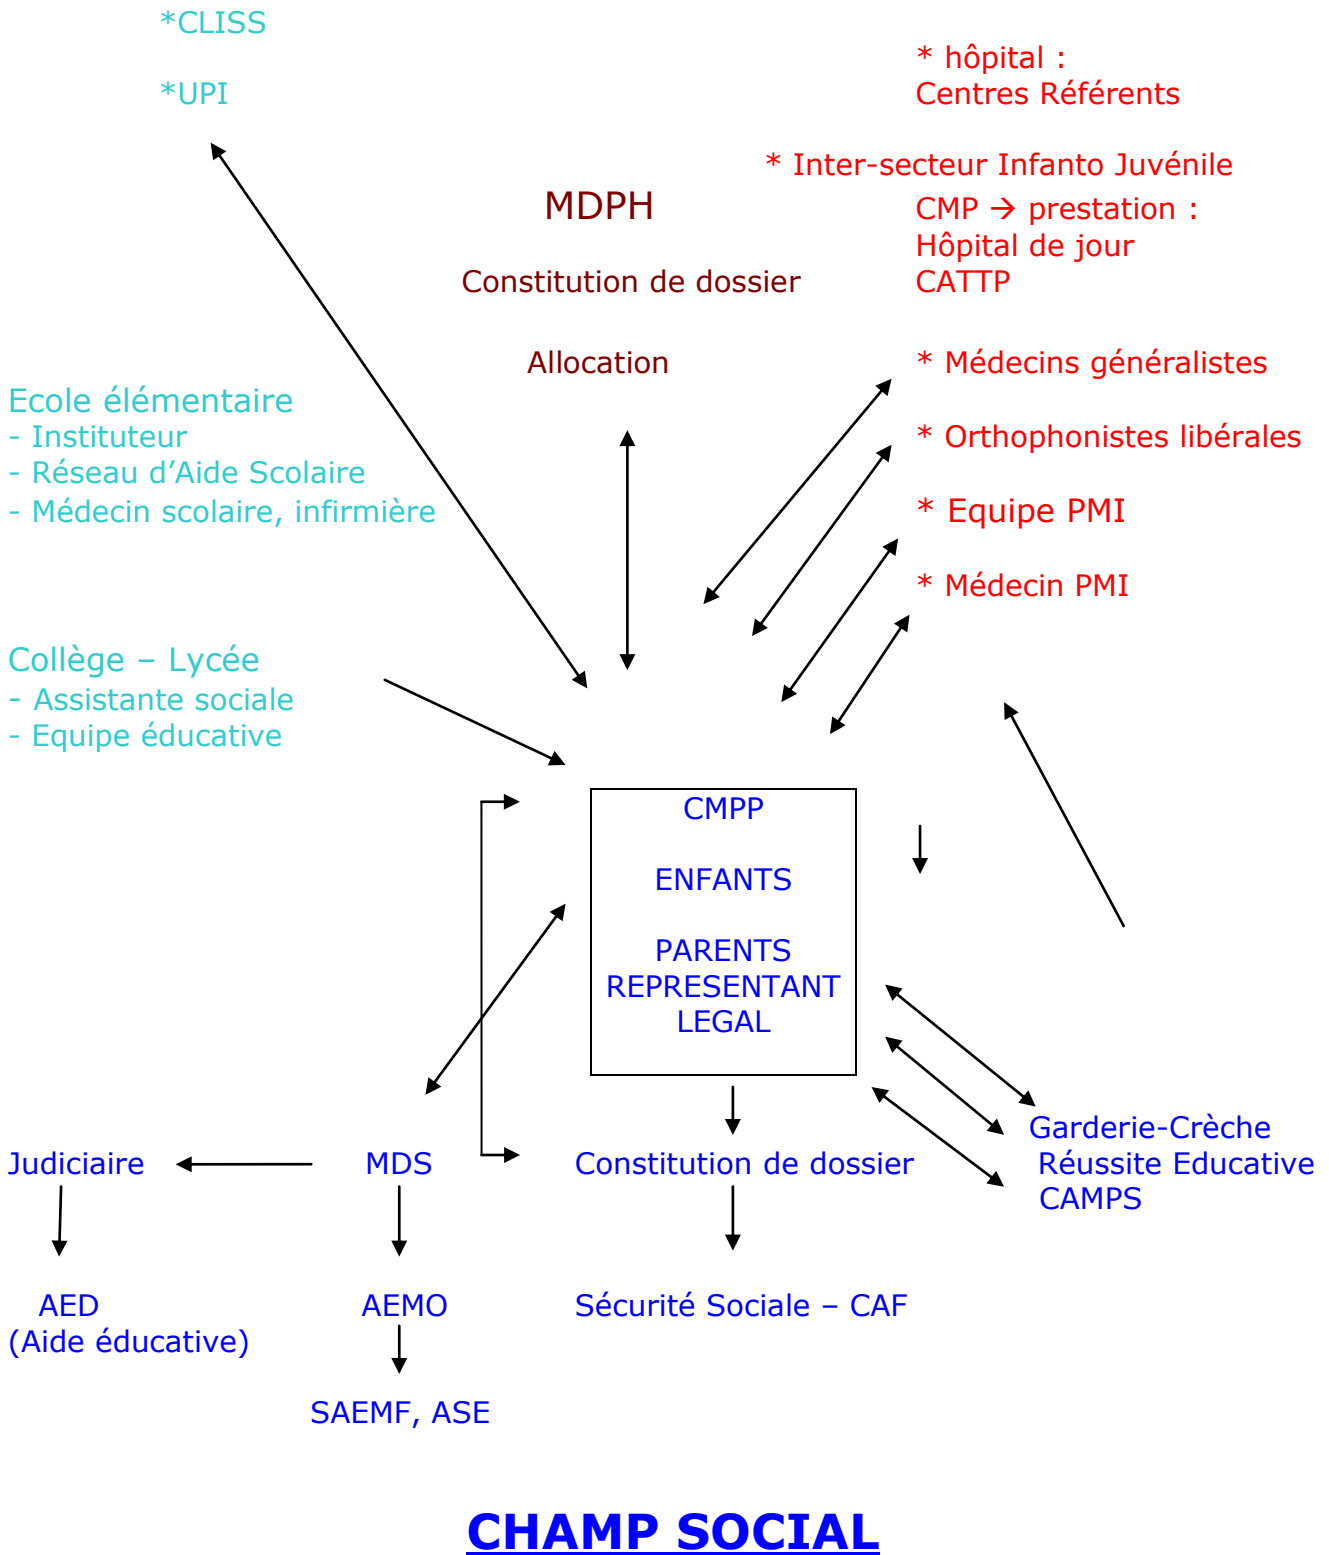 *CLISS
*UPI
* hôpital :
Centres Référents
* Inter-secteur Infanto Juvénile
CMP → prestation :
Hôpital de jour
CATTP
MDPH
Constitution de dossier
Allocation
* Médecins généralistes
* Orthophonistes libérales
* Equipe PMI
* Médecin PMI
Ecole élémentaire
- Instituteur
- Réseau d’Aide Scolaire
- Médecin scolaire, infirmière
Collège – Lycée
- Assistante sociale
- Equipe éducative
CMPP
ENFANTS
PARENTS
REPRESENTANT
LEGAL
Garderie-Crèche
Réussite Educative
CAMPS
Judiciaire
MDS
Constitution de dossier
AED
(Aide éducative)
AEMO
Sécurité Sociale – CAF
SAEMF, ASE
CHAMP SOCIAL